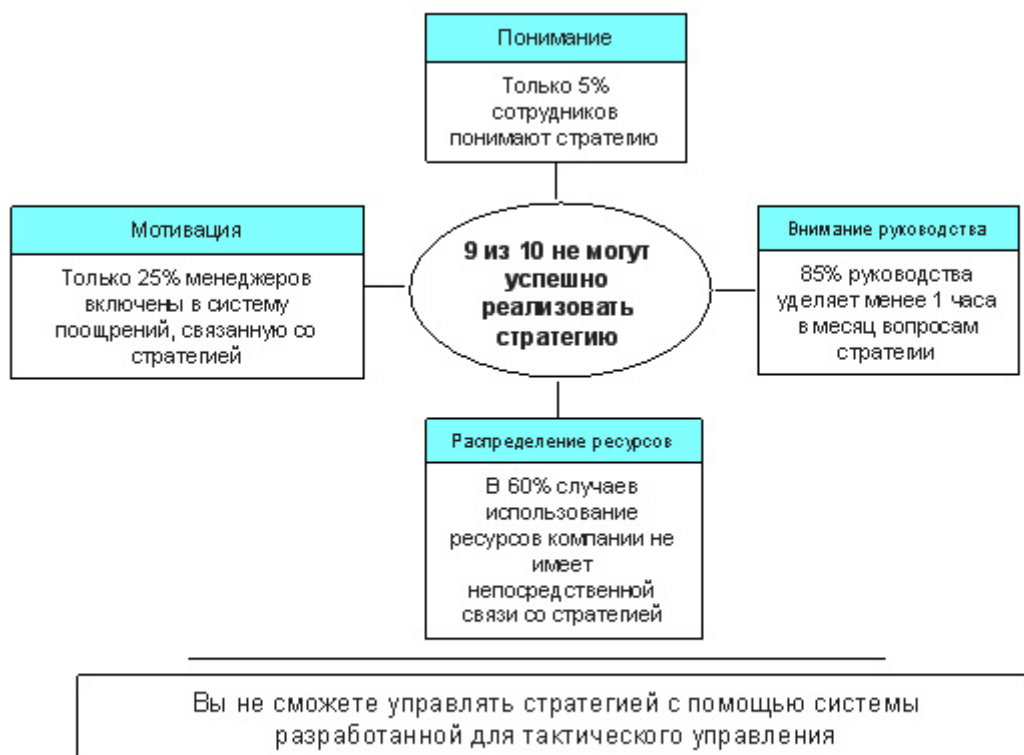 Понимание
Только 5%
сотрудников
понимают стратегию
Мотивация
Только 25% менеджеров
включены в систему
поощрений, связанную со
стратегией
9 из 10 не могут
успешно
реализовать
стратегию
Внимание руководства
85% руководства
уделяет менее 1 часа
в месяц вопросам
стратегии
Распределение ресурсов
В 60% случаев
использование
ресурсов компании не
имеет
непосредственной
связи со стратегией
Вы не сможете управлять стратегией с помощью системы
разработанной для тактического управления